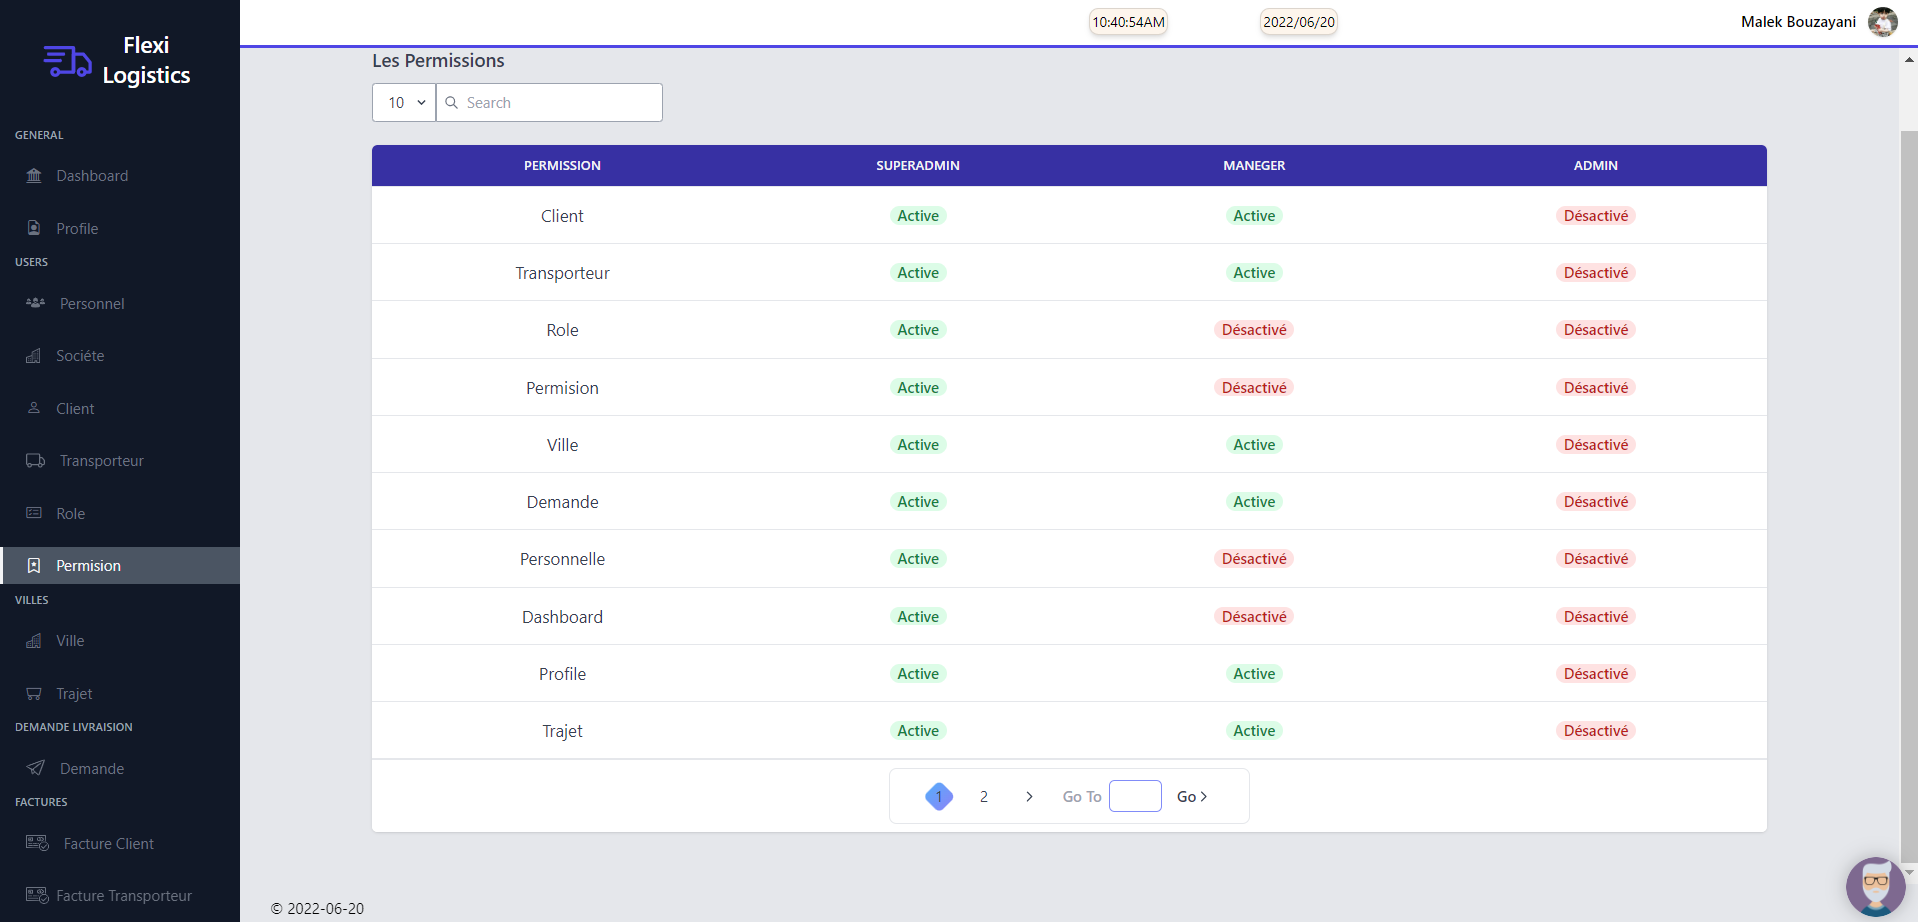 Flexi
Logistics
10:40:54AM
2022/06/20
Malek Bouzayani
GENERAL
Dashboard
Profile
USERS
Personnel
Sociéte
Client
Transporteur
Role
Permision
VILLES
Ville
Trajet
DEMANDE LIVRAISION
Demande
FACTURES
Facture Client
Facture Transporteur
Les Permissions
10 Search
PERMISSION SUPERADMIN MANEGER ADMIN
Client Active Active Désactivé
Transporteur Active Active Désactivé
Role Active Désactivé Désactivé
Permision Active Désactivé Désactivé
Ville Active Active Désactivé
Demande Active Active Désactivé
Personnelle Active Désactivé Désactivé
Dashboard Active Désactivé Désactivé
Profile Active Active Désactivé
Trajet Active Active Désactivé
1 2 > Go To Go >
© 2022-06-20